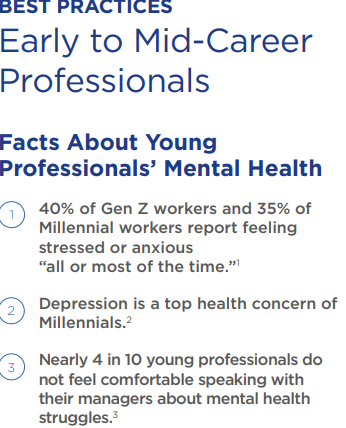 BEST PRACTICES
Early to Mid-Career
Professionals
Facts About Young
Professionals’ Mental Health
1 40% of Gen Z workers and 35% of
Millennial workers report feeling
stressed or anxious
“all or most of the time.”1
2 Depression is a top health concern of
Millennials.2
3 Nearly 4 in 10 young professionals do
not feel comfortable speaking with
their managers about mental health
struggles.3